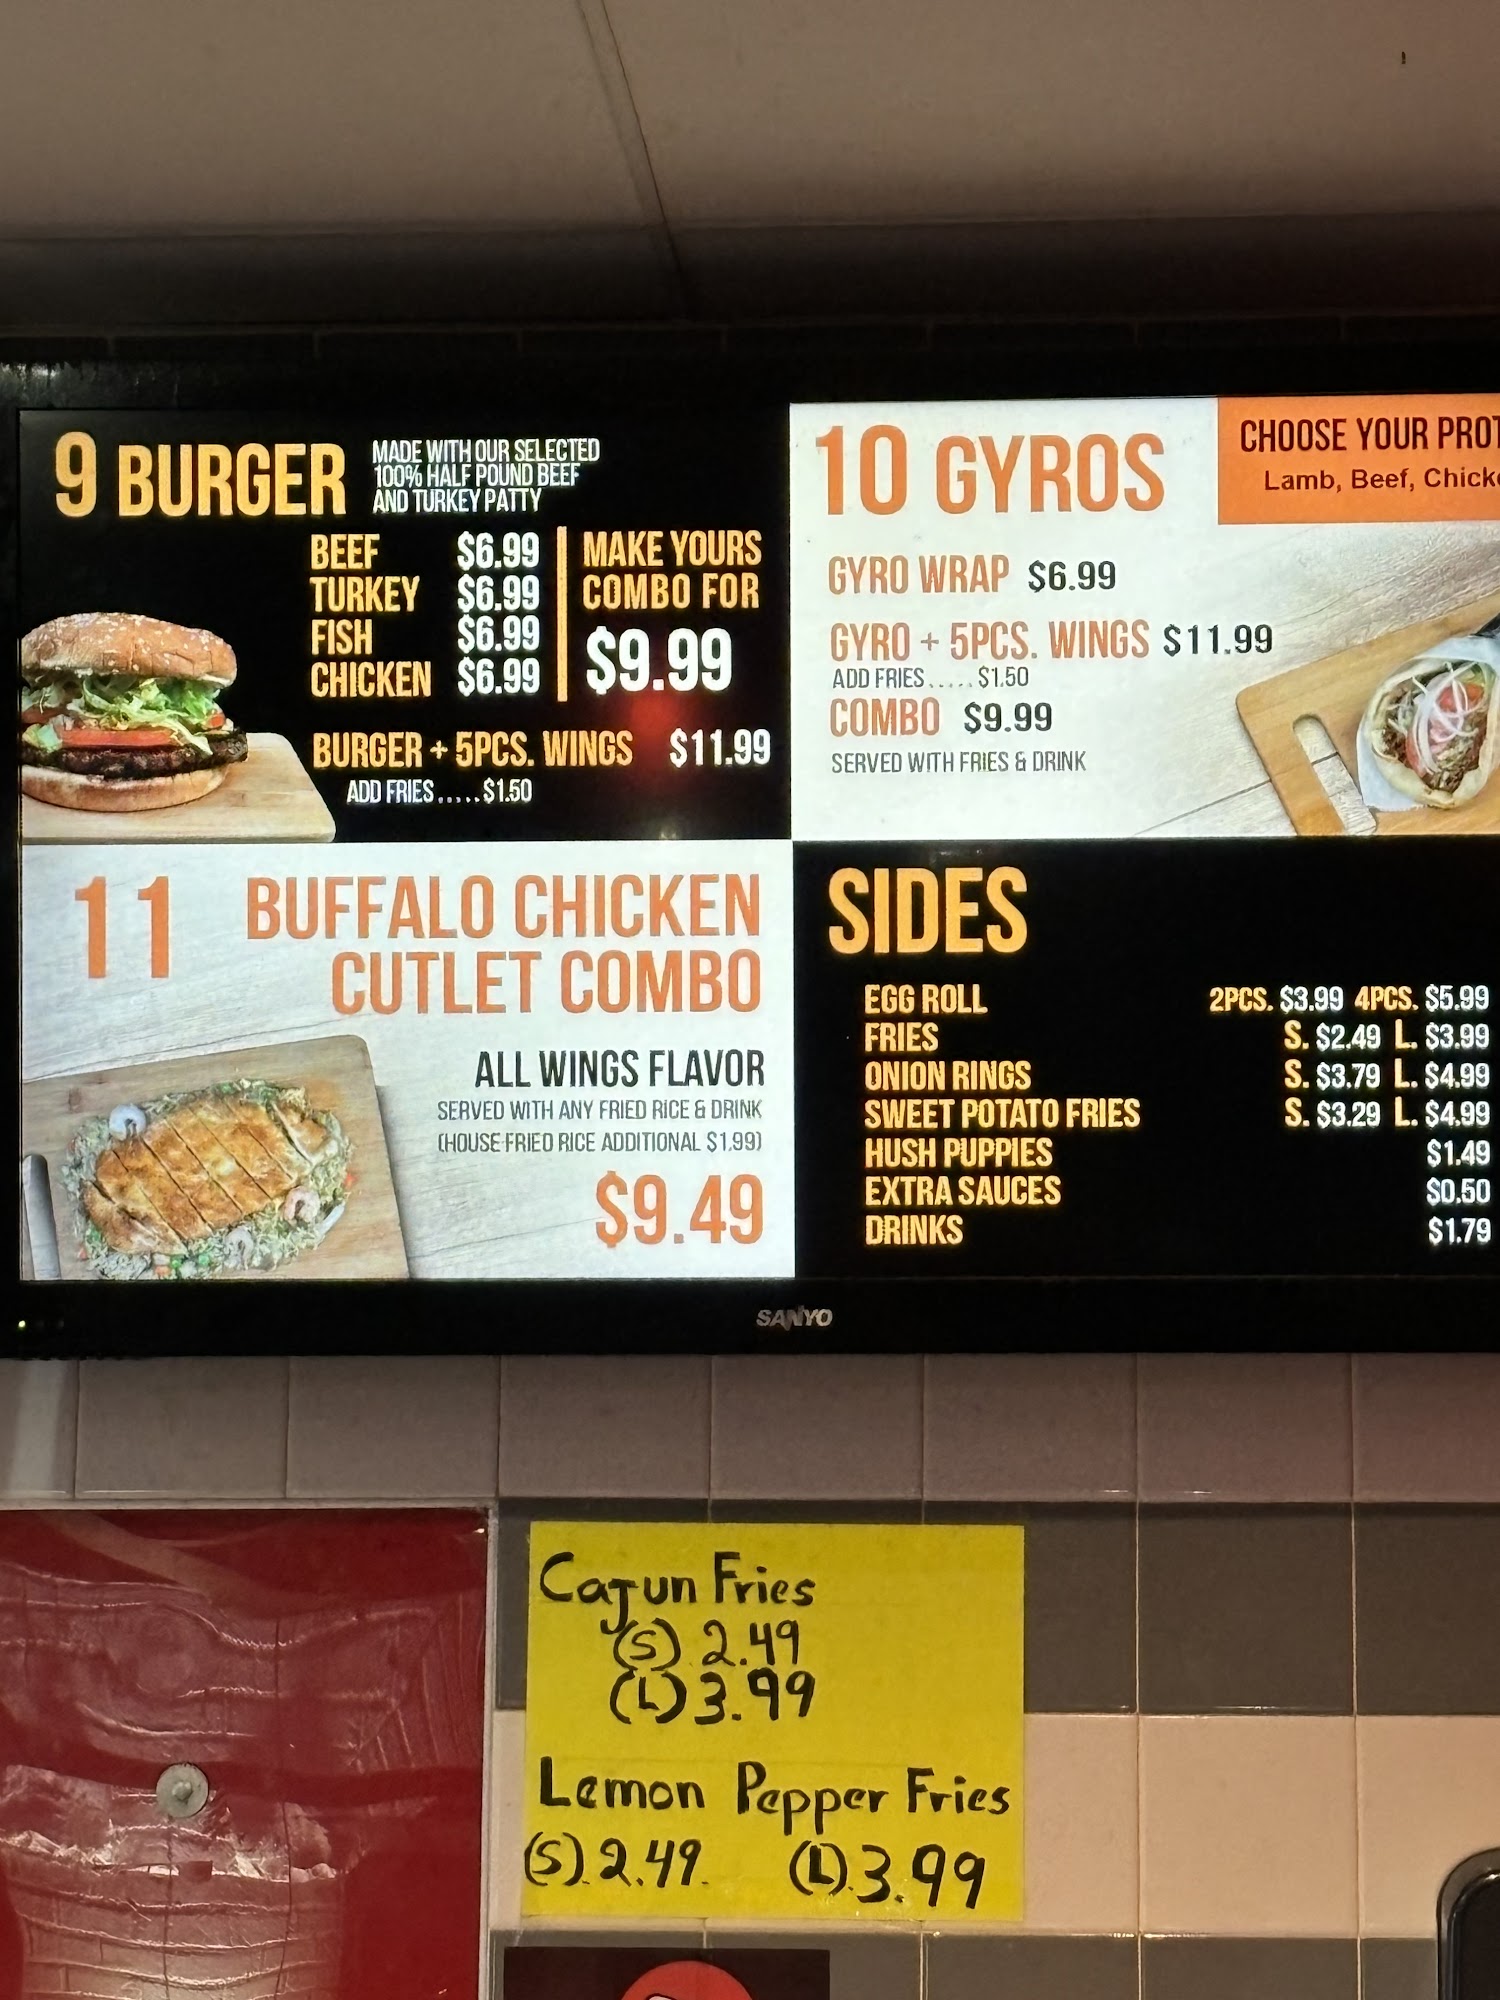 9 BURGER
MADE WITH OUR SELECTED
100% HALF POUND BEEF
AND TURKEY PATTY
BEEF $6.99
TURKEY $6.99
FISH $6.99
CHICKEN $6.99
MAKE YOURS
COMBO FOR
$9.99
BURGER + 5PCS. WINGS $11.99
ADD FRIES.....$1.50
10 GYROS
CHOOSE YOUR
Lamb, Beef,
GYRO WRAP $6.99
GYRO + 5PCS. WINGS $11.99
ADD FRIES.....$1.50
COMBO $9.99
SERVED WITH FRIES & DRINK
11 BUFFALO CHICKEN
CUTLET COMBO
ALL WINGS FLAVOR
SERVED WITH ANY FRIED RICE & DRINK
(HOUSE FRIED RICE ADDITIONAL $1.99)
$9.49
SIDES
EGG ROLL 2PCS. $3.99 4PCS. $5.99
FRIES S. $2.49 L. $3.99
ONION RINGS S. $3.79 L. $4.99
SWEET POTATO FRIES S. $3.29 L. $4.99
HUSH PUPPIES $1.49
EXTRA SAUCES $0.50
DRINKS $1.79
SANYO
Cajun Fries
(S) 2.49
(L) 3.99
Lemon Pepper Fries
(S). 2.49. (L). 3.99